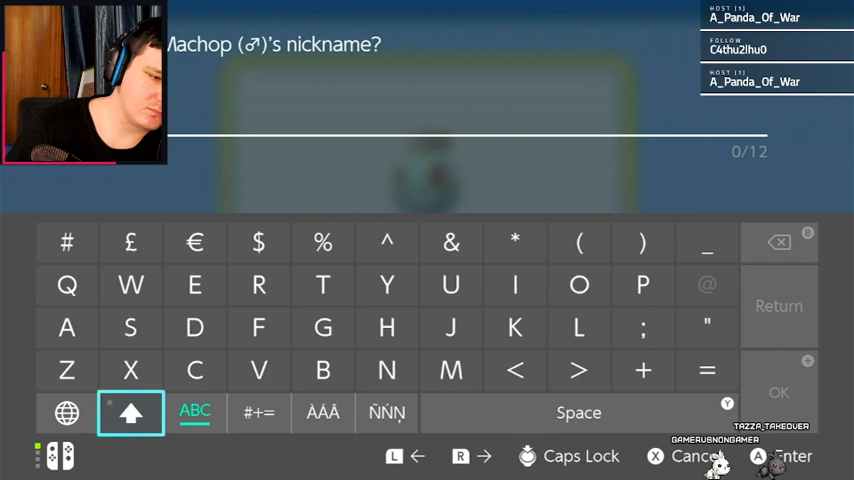 HOST [1]
A_Panda_Of_War
FOLLOW
C4thu2lhu0
HOST [1]
A_Panda_Of_War
Machop (♂)'s nickname?
0/12
# £ € $ % ^ & * ( ) _ B
Q W E R T Y U I O P @ Return
A S D F G H J K L ; "
Z X C V B N M < > + = OK
ABC #+= ÀÁÂ ÑŃŅ Space Y
TAZZA_TAKEOVER
GAMERUSNONGAMER
L ← R → Caps Lock X Cancel A Enter